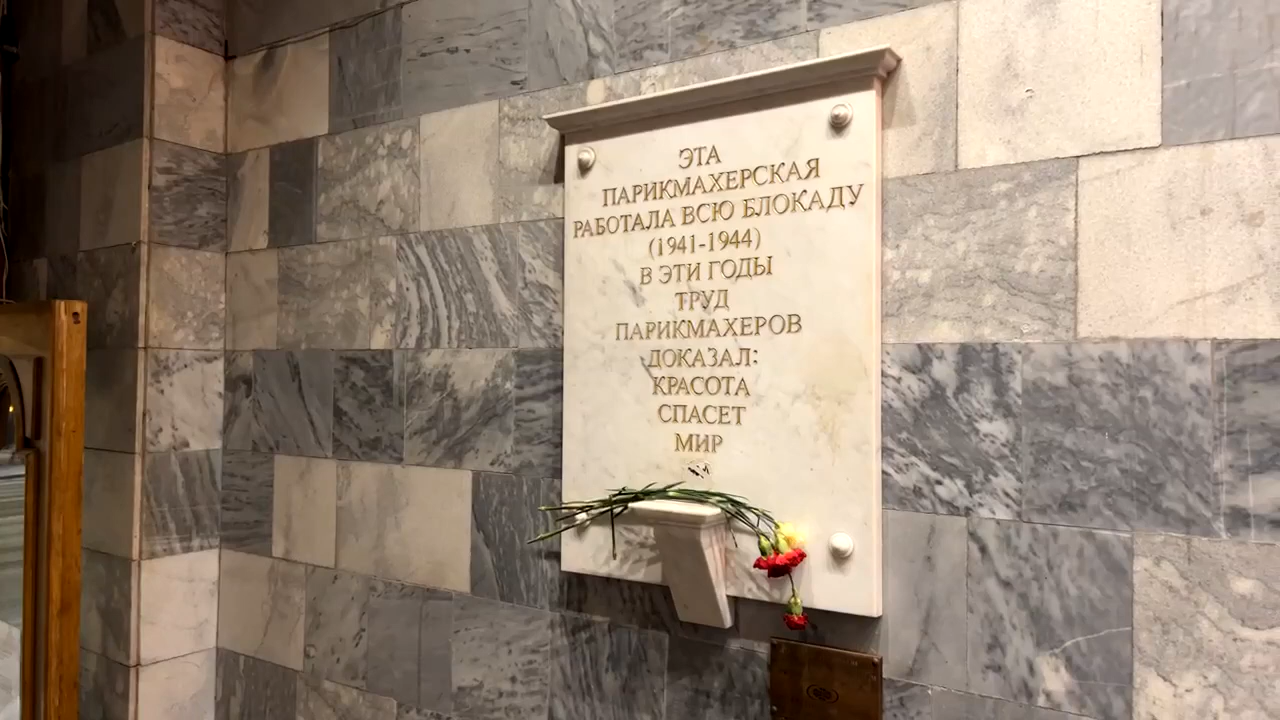 ЭТА
ПАРИКМАХЕРСКАЯ
РАБОТАЛА ВСЮ БЛОКАДУ
(1941-1944)
В ЭТИ ГОДЫ
ТРУД
ПАРИКМАХЕРОВ
ДОКАЗАЛ:
КРАСОТА
СПАСЕТ
МИР